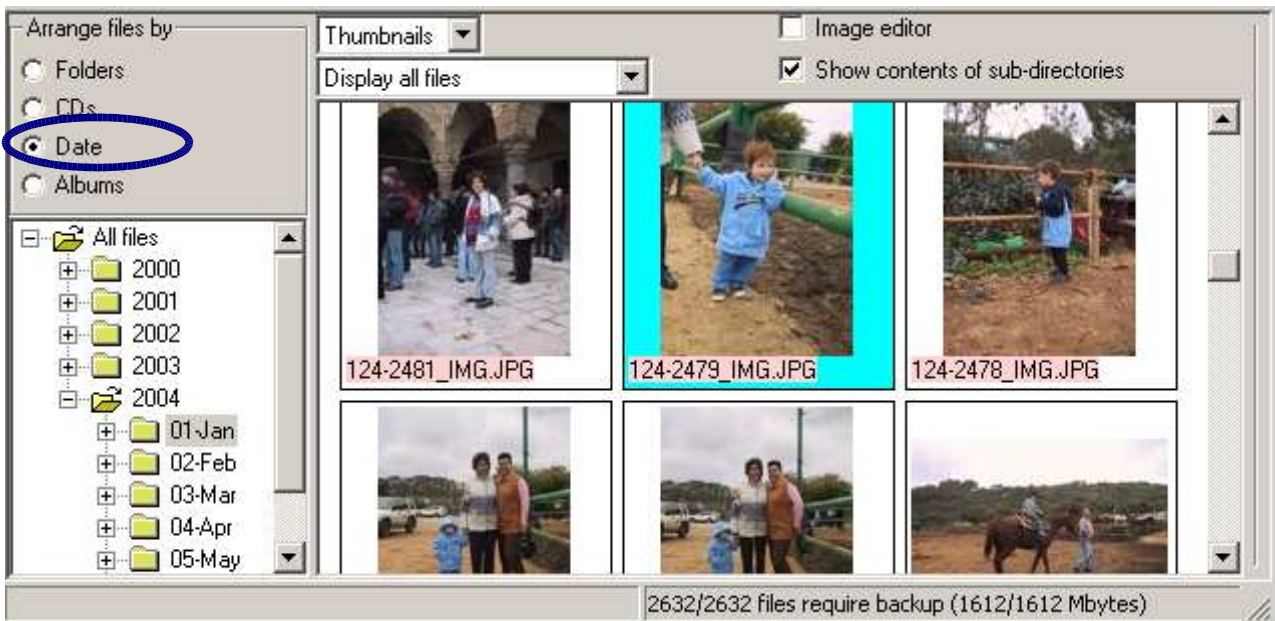 Arrange files by
Folders
CDs
Date
Albums
Thumbnails
Display all files
Image editor
Show contents of sub-directories
All files
2000
2001
2002
2003
2004
01-Jan
02-Feb
03-Mar
04-Apr
05-May
124-2481_IMG.JPG
124-2479_IMG.JPG
124-2478_IMG.JPG
2632/2632 files require backup (1612/1612 Mbytes)